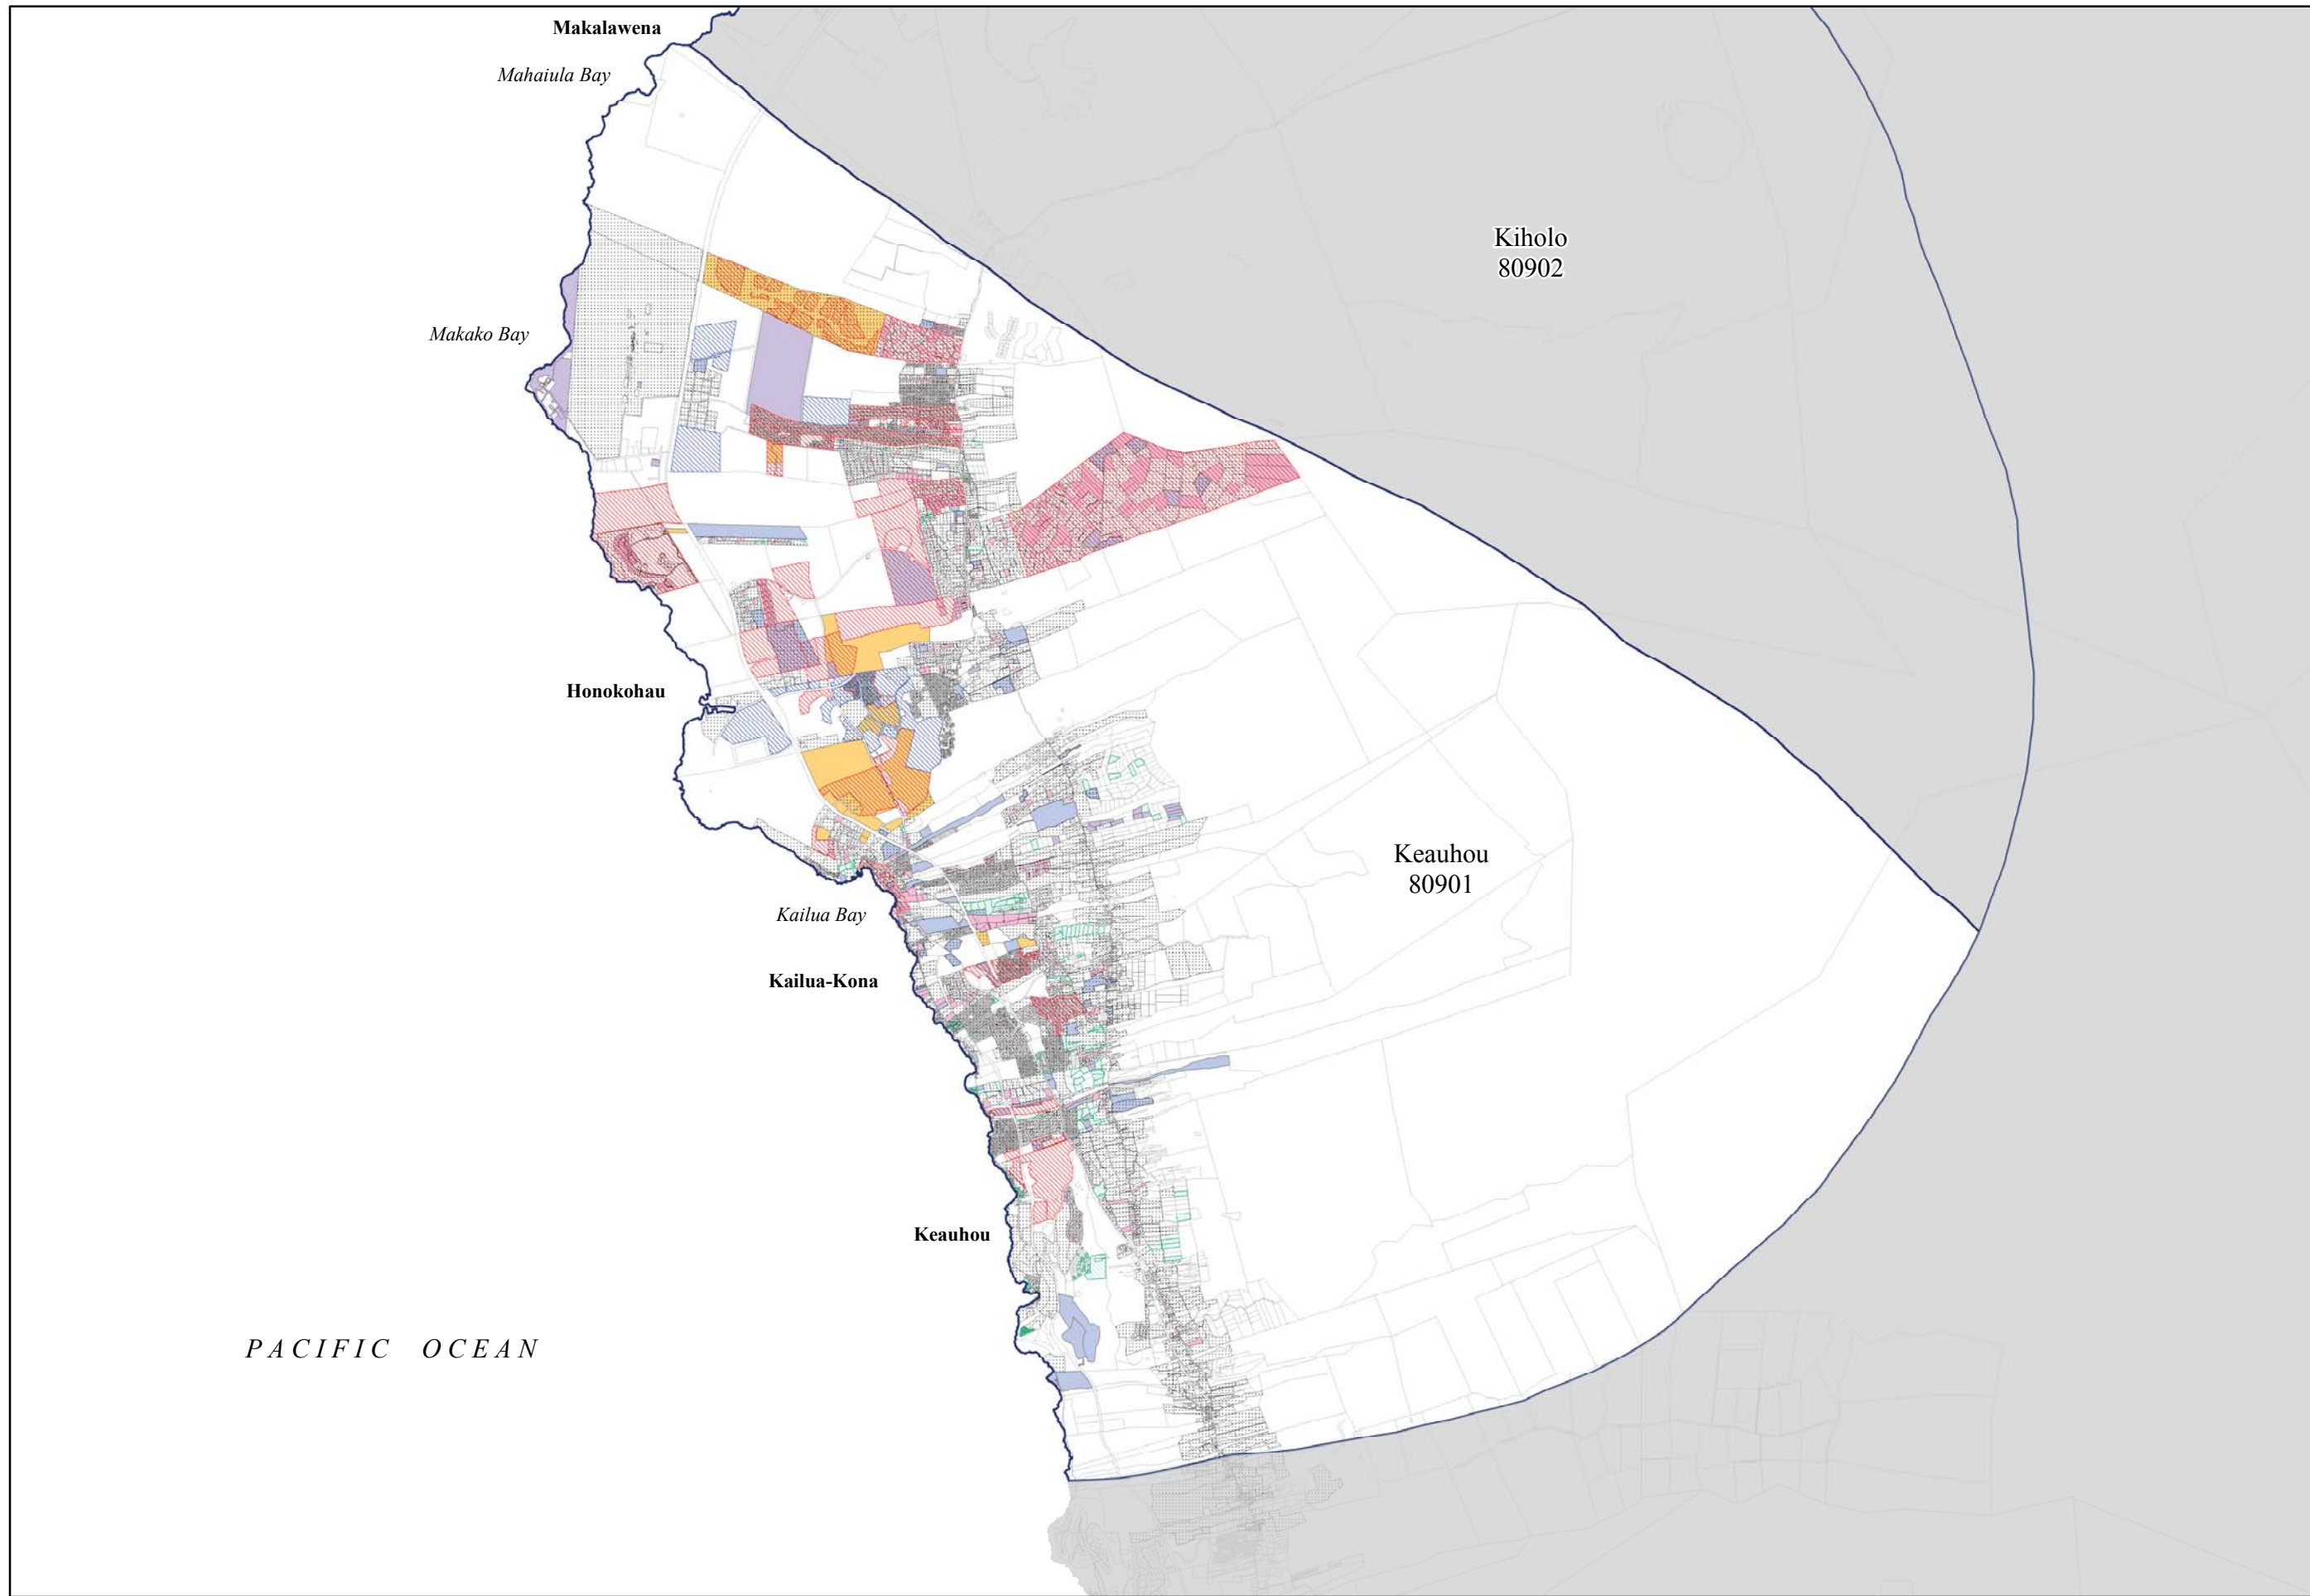 Makalawena
Mahaiula Bay
Kiholo
80902
Makako Bay
Honokohau
Keauhou
80901
Kailua Bay
Kailua-Kona
Keauhou
PACIFIC OCEAN